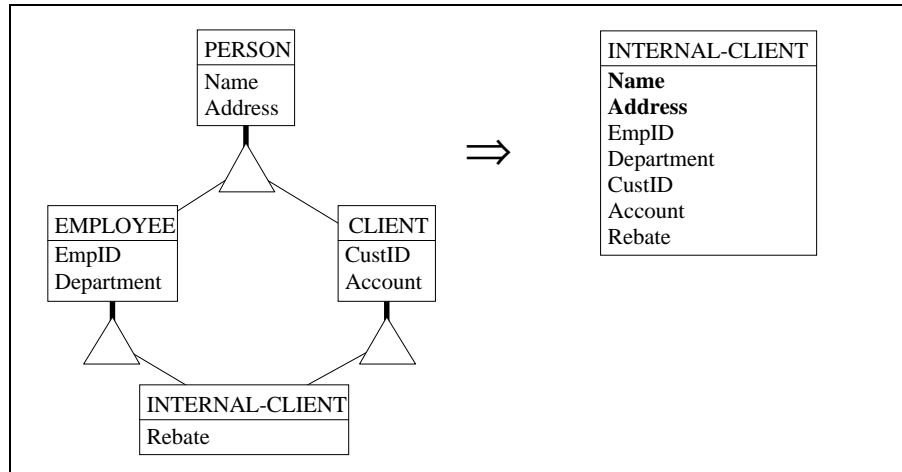 PERSON
Name
Address
EMPLOYEE
EmpID
Department
CLIENT
CustID
Account
INTERNAL-CLIENT
Rebate
⇒
INTERNAL-CLIENT
Name
Address
EmpID
Department
CustID
Account
Rebate